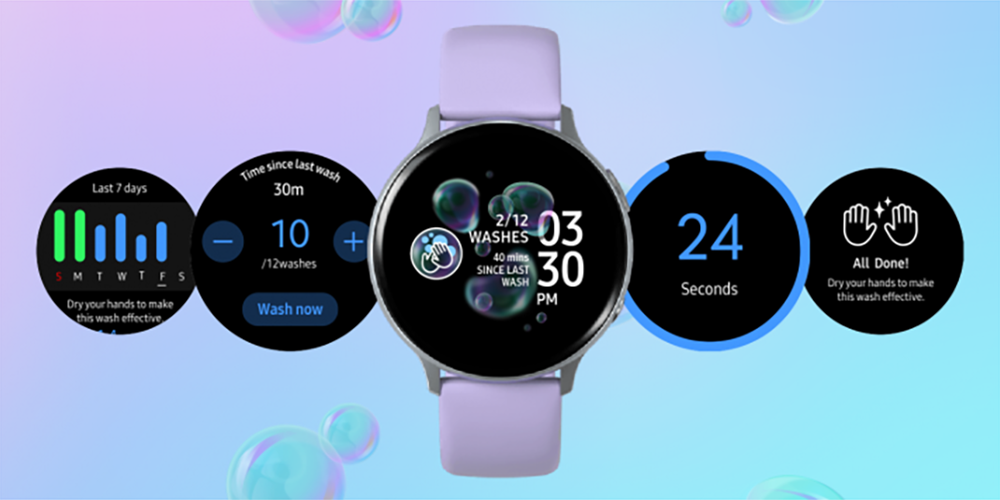 Last 7 days
S M T W T F S
Dry your hands to make
this wash effective.
Time since last wash
30m
10
/12washes
Wash now
2/12
WASHES
40 mins
SINCE LAST
WASH
03
30
PM
24
Seconds
All Done!
Dry your hands to make
this wash effective.